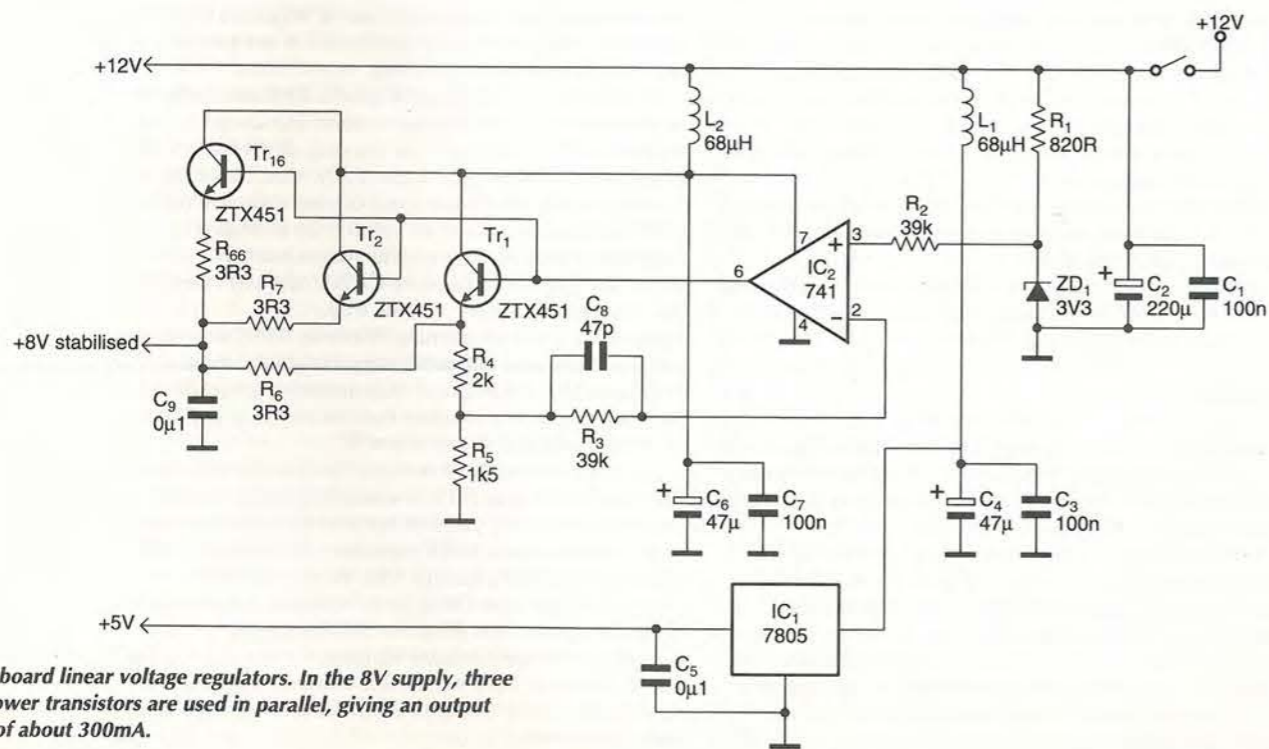 +12V
+12V
L2
68µH
L1
68µH
R1
820R
Tr16
ZTX451
Tr2
ZTX451
Tr1
ZTX451
R66
3R3
R7
3R3
+8V stabilised
R6
3R3
C9
0µ1
C8
47p
R4
2k
R3
39k
R5
1k5
7
6
IC2
741
+
3
−
2
4
R2
39k
ZD1
3V3
+
C2
220µ
C1
100n
+
C6
47µ
C7
100n
+
C4
47µ
C3
100n
+5V
IC1
7805
C5
0µ1
board linear voltage regulators. In the 8V supply, three
ower transistors are used in parallel, giving an output
of about 300mA.